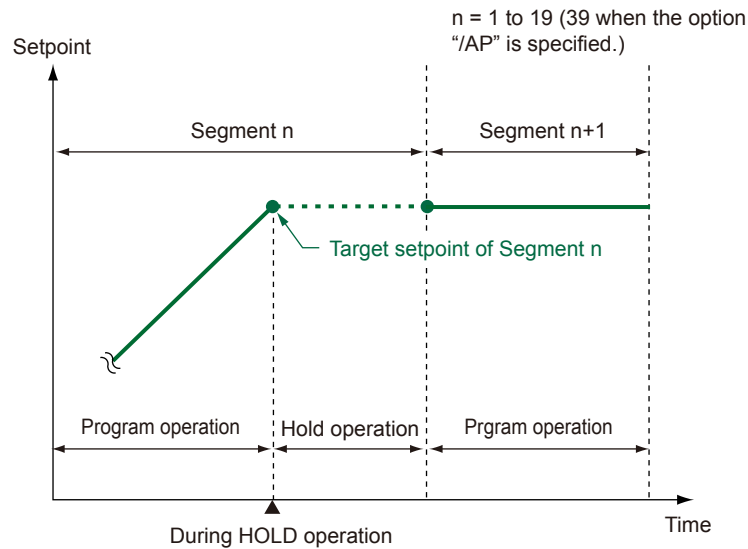 n = 1 to 19 (39 when the option
“/AP” is specified.)
Setpoint
Segment n
Segment n+1
Target setpoint of Segment n
Program operation
Hold operation
Prgram operation
Time
During HOLD operation